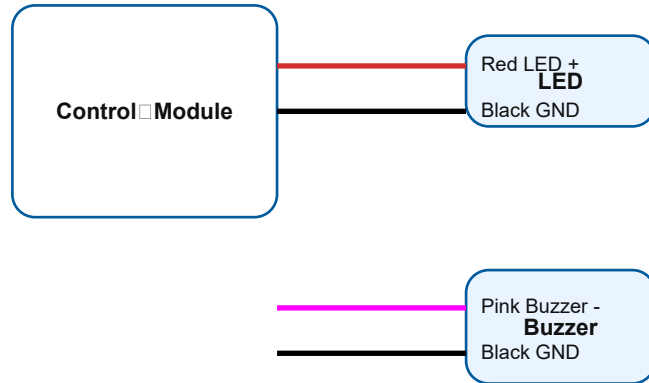 Control□Module
Red LED +
LED
Black GND
Pink Buzzer -
Buzzer
Black GND